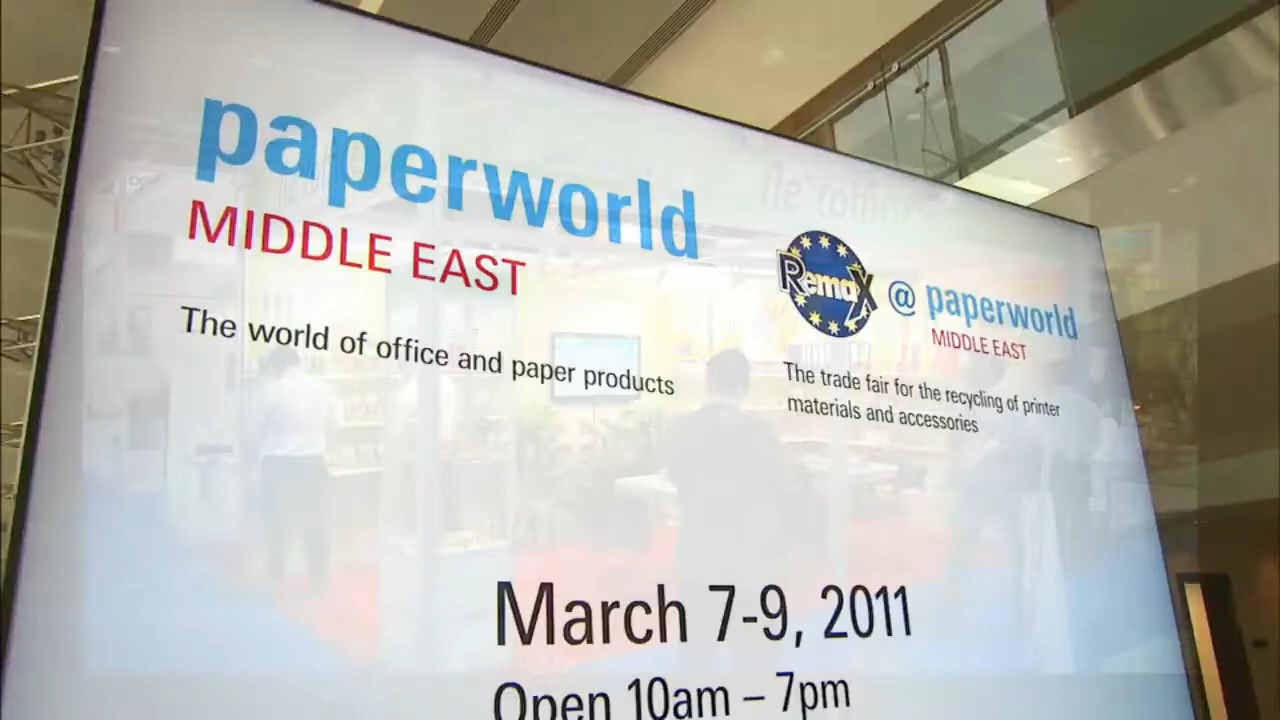 paperworld
MIDDLE EAST
The world of office and paper products
Remax @ paperworld
MIDDLE EAST
The trade fair for the recycling of printer
materials and accessories
March 7-9, 2011
Open 10am – 7pm